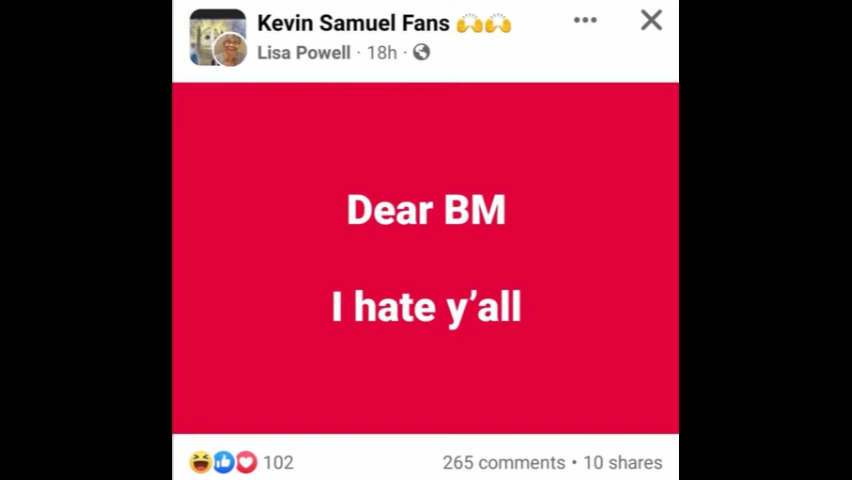 Kevin Samuel Fans 🙌🙌
Lisa Powell · 18h ·
Dear BM
I hate y'all
102
265 comments • 10 shares